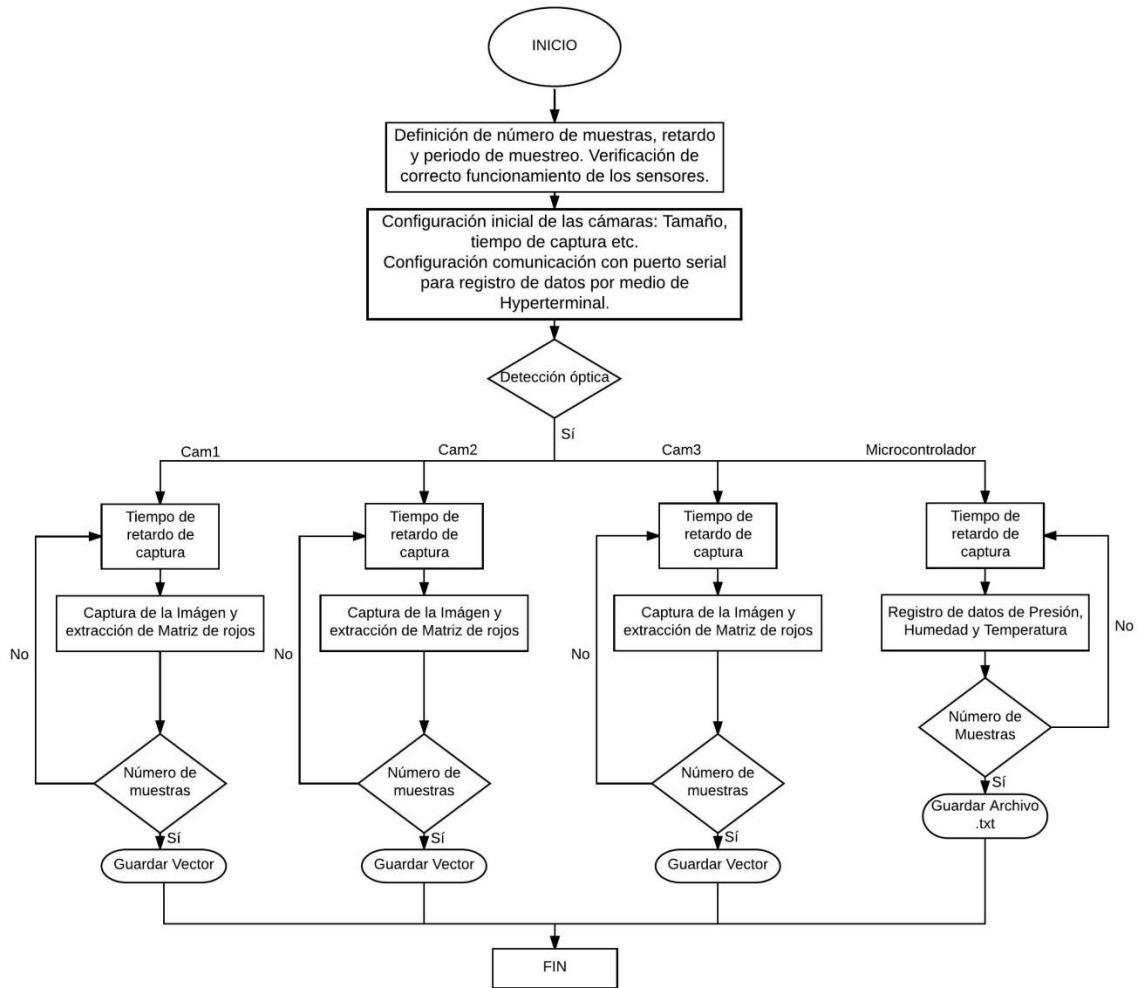 INICIO
Definición de número de muestras, retardo
y periodo de muestreo. Verificación de
correcto funcionamiento de los sensores.
Configuración inicial de las cámaras: Tamaño,
tiempo de captura etc.
Configuración comunicación con puerto serial
para registro de datos por medio de
Hyperterminal.
Detección óptica
Sí
Cam1
Cam2
Cam3
Microcontrolador
Tiempo de
retardo de
captura
Tiempo de
retardo de
captura
Tiempo de
retardo de
captura
Tiempo de
retardo de
captura
Captura de la Imágen y
extracción de Matriz de rojos
Captura de la Imágen y
extracción de Matriz de rojos
Captura de la Imágen y
extracción de Matriz de rojos
Registro de datos de Presión,
Humedad y Temperatura
No
No
No
No
Número de
muestras
Número de
muestras
Número de
muestras
Número de
Muestras
Sí
Sí
Sí
Sí
Guardar Vector
Guardar Vector
Guardar Vector
Guardar Archivo
.txt
FIN